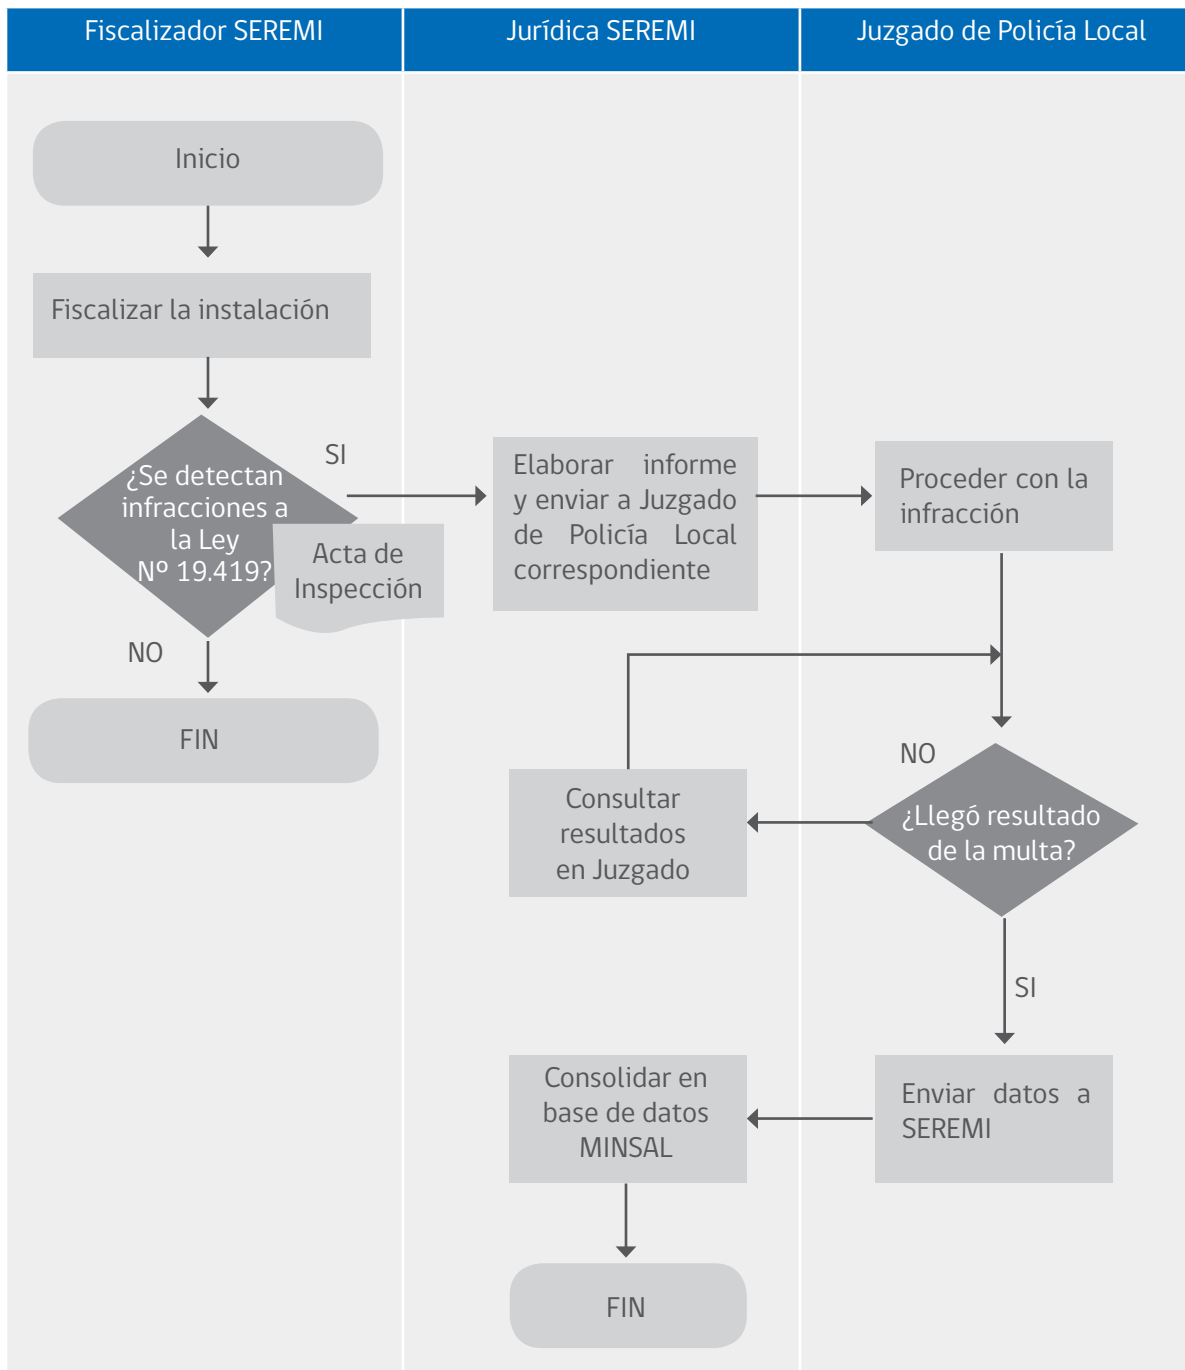 Fiscalizador SEREMI
Jurídica SEREMI
Juzgado de Policía Local
Inicio
Fiscalizar la instalación
¿Se detectan
infracciones a
la Ley
Nº 19.419?
SI
Acta de
Inspección
NO
FIN
Elaborar informe
y enviar a Juzgado
de Policía Local
correspondiente
Proceder con la
infracción
NO
¿Llegó resultado
de la multa?
Consultar
resultados
en Juzgado
SI
Enviar datos a
SEREMI
Consolidar en
base de datos
MINSAL
FIN